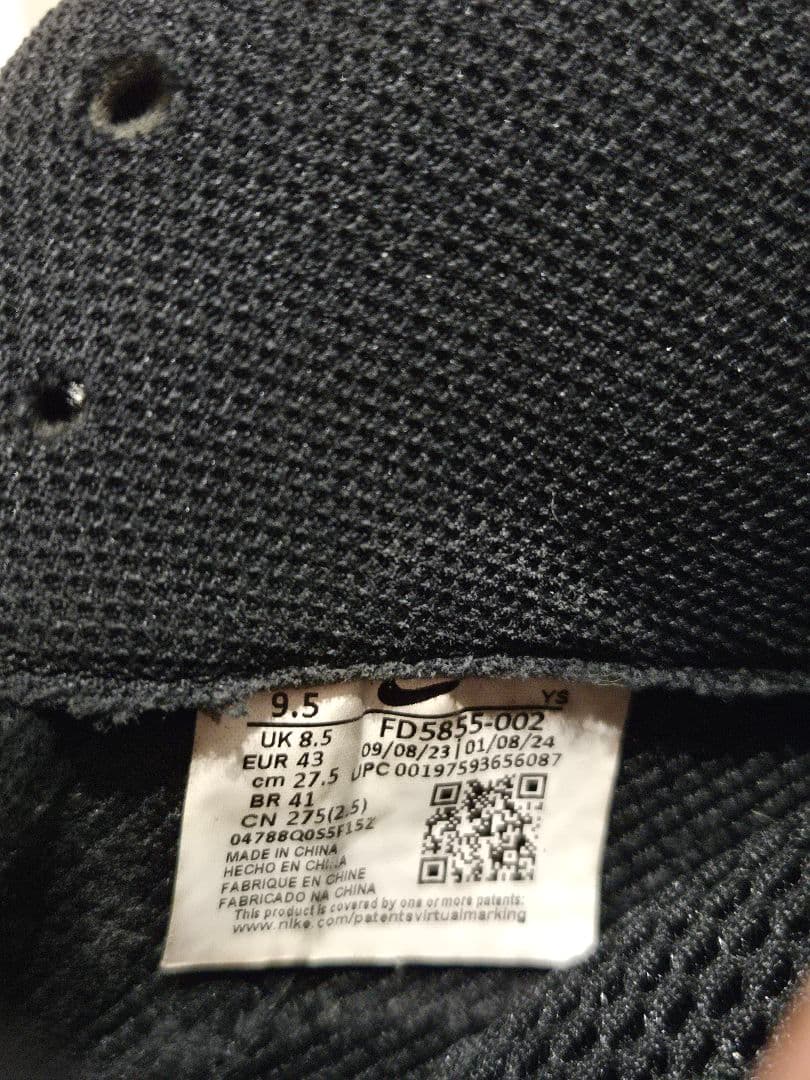 9.5
YS
UK 8.5
FD5855-002
EUR 43
09/08/23 | 01/08/24
cm 27.5
UPC 00197593656087
BR 41
CN 275(2.5)
04788Q0S5F152
MADE IN CHINA
HECHO EN CHINA
FABRIQUE EN CHINE
FABRICADO NA CHINA
This product is covered by one or more patents:
www.nike.com/patentsvirtualmarking